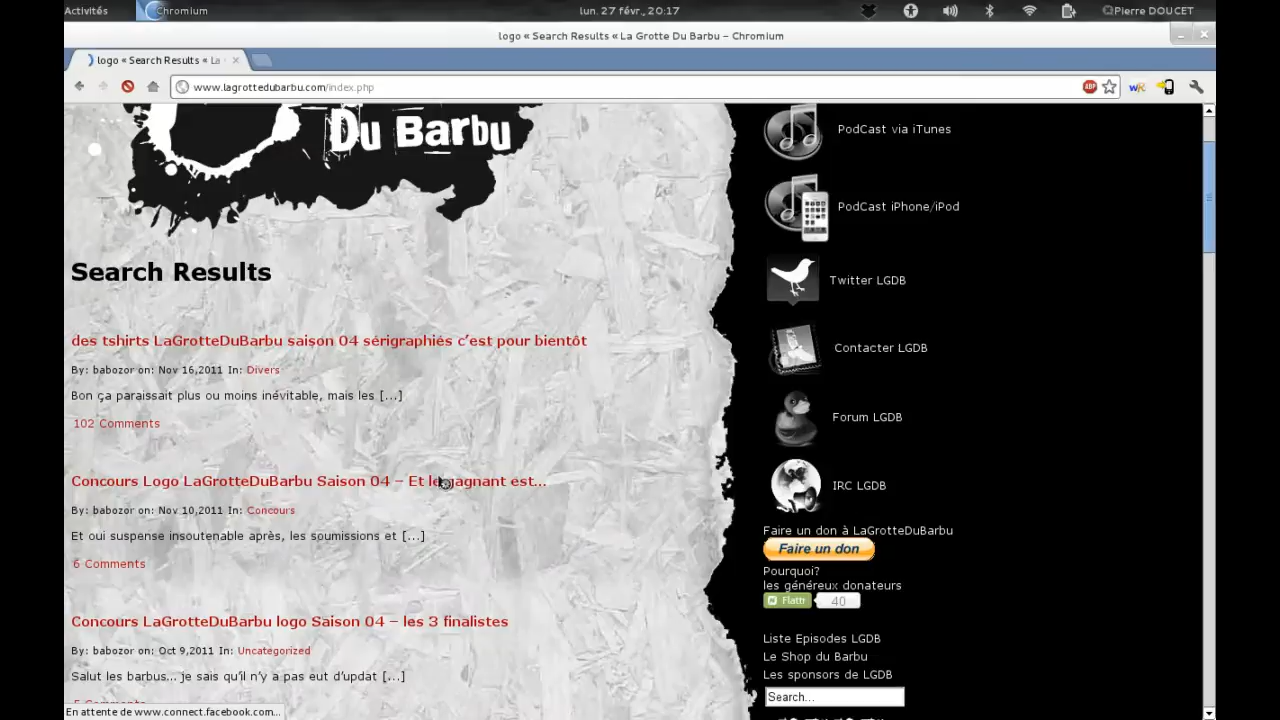 Activités
Chromium
lun. 27 févr., 20:17
Pierre DOUCET
logo « Search Results « La Grotte Du Barbu – Chromium
logo « Search Results « La
www.lagrottedubarbu.com/index.php
ABP
Du Barbu
Search Results
des tshirts LaGrotteDuBarbu saison 04 sérigraphiés c'est pour bientôt
By: babozor on: Nov 16,2011 In: Divers
Bon ça paraissait plus ou moins inévitable, mais les [...]
102 Comments
Concours Logo LaGrotteDuBarbu Saison 04 – Et le gagnant est...
By: babozor on: Nov 10,2011 In: Concours
Et oui suspense insoutenable après, les soumissions et [...]
6 Comments
Concours LaGrotteDuBarbu logo Saison 04 – les 3 finalistes
By: babozor on: Oct 9,2011 In: Uncategorized
Salut les barbus... je sais qu'il n'y a pas eut d'updat [...]
5 Comments
En attente de www.connect.facebook.com...
PodCast via iTunes
PodCast iPhone/iPod
Twitter LGDB
Contacter LGDB
Forum LGDB
IRC LGDB
Faire un don à LaGrotteDuBarbu
Faire un don
Pourquoi?
les généreux donateurs
Flattr
40
Liste Episodes LGDB
Le Shop du Barbu
Les sponsors de LGDB
Search...